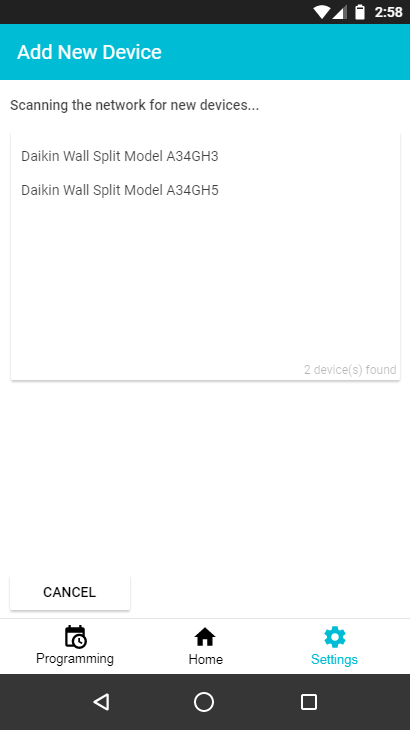 2:58
Add New Device
Scanning the network for new devices...
Daikin Wall Split Model A34GH3
Daikin Wall Split Model A34GH5
2 device(s) found
CANCEL
Programming
Home
Settings